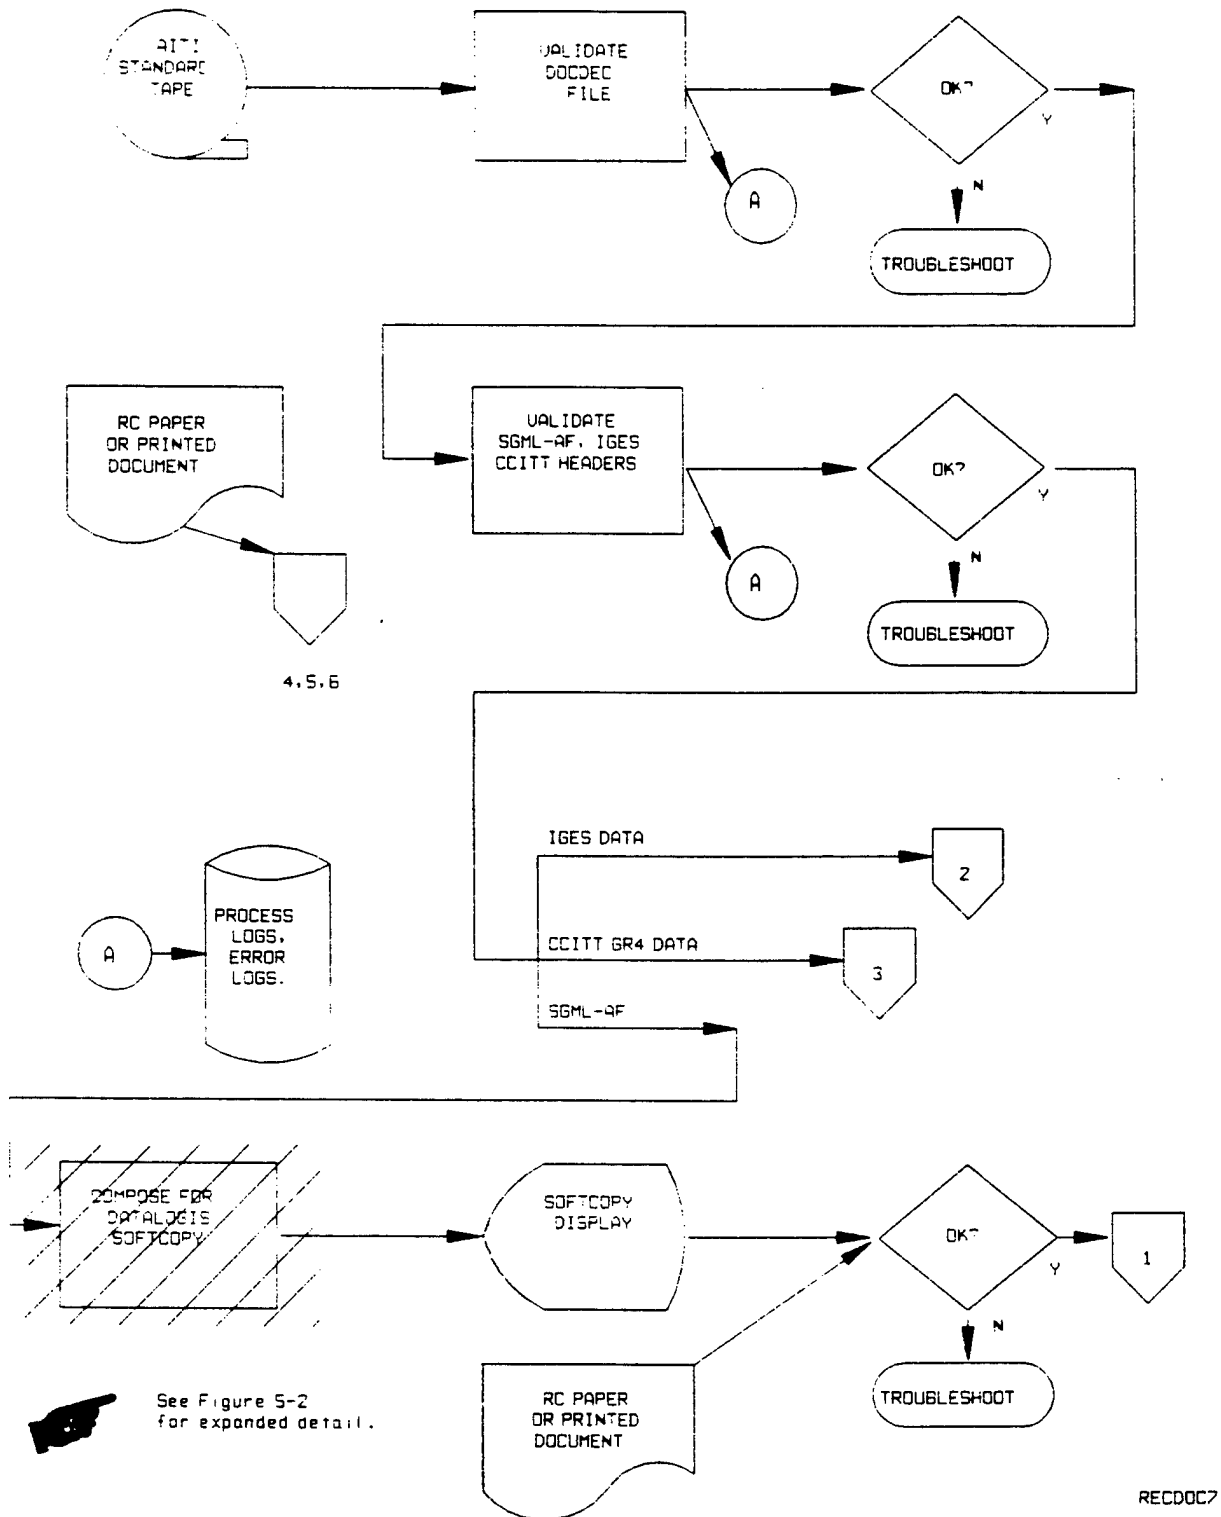 AITI
STANDARD
TAPE
VALIDATE
DOCDEC
FILE
OK?
Y
A
N
TROUBLESHOOT
RC PAPER
OR PRINTED
DOCUMENT
4,5,6
VALIDATE
SGML-AF, IGES
CCITT HEADERS
OK?
Y
A
N
TROUBLESHOOT
IGES DATA
2
A
PROCESS
LOGS,
ERROR
LOGS.
CCITT GR4 DATA
3
SGML-AF
COMPOSE FOR
DATALOGIS
SOFTCOPY
SOFTCOPY
DISPLAY
OK?
Y
1
N
TROUBLESHOOT
See Figure 5-2
for expanded detail.
RC PAPER
OR PRINTED
DOCUMENT
RECDOC7